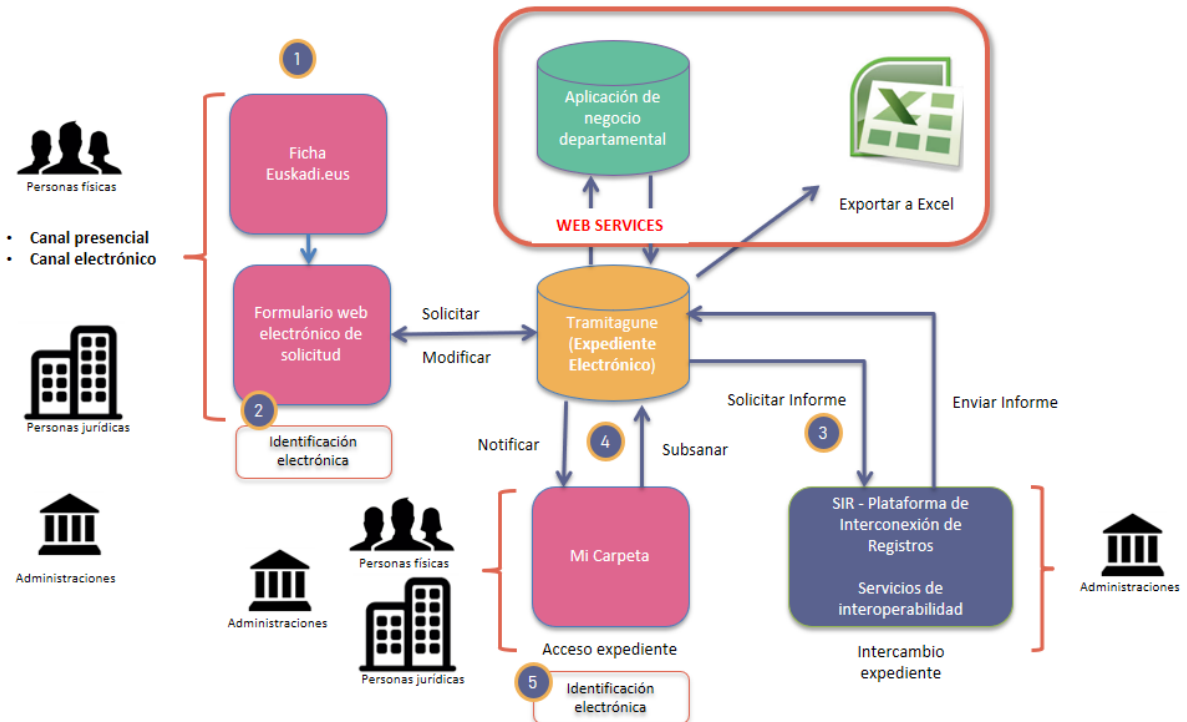 1
Ficha
Euskadi.eus
Personas físicas
• Canal presencial
• Canal electrónico
Formulario web
electrónico de
solicitud
Personas jurídicas
2
Identificación
electrónica
Administraciones
Solicitar
Modificar
Aplicación de
negocio
departamental
X
Exportar a Excel
WEB SERVICES
Tramitagune
(Expediente
Electrónico)
Solicitar Informe
3
Enviar Informe
Notificar
4
Subsanar
Personas físicas
Administraciones
Personas jurídicas
Mi Carpeta
Acceso expediente
5
Identificación
electrónica
SIR - Plataforma de
Interconexión de
Registros
Servicios de
interoperabilidad
Intercambio
expediente
Administraciones